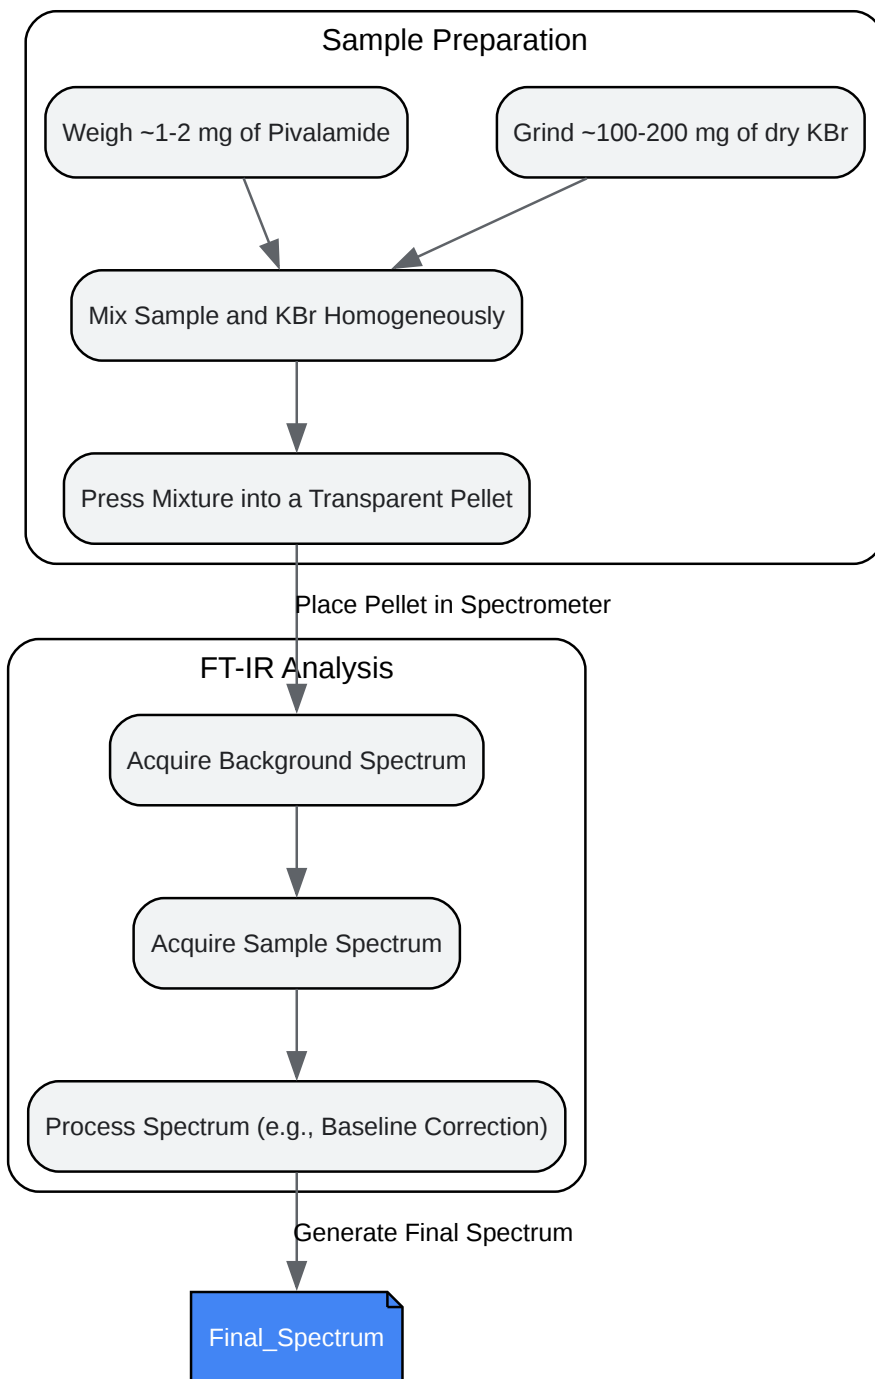 Sample Preparation
Weigh ~1-2 mg of Pivalamide
Grind ~100-200 mg of dry KBr
Mix Sample and KBr Homogeneously
Press Mixture into a Transparent Pellet
Place Pellet in Spectrometer
FT-IR Analysis
Acquire Background Spectrum
Acquire Sample Spectrum
Process Spectrum (e.g., Baseline Correction)
Generate Final Spectrum
Final_Spectrum